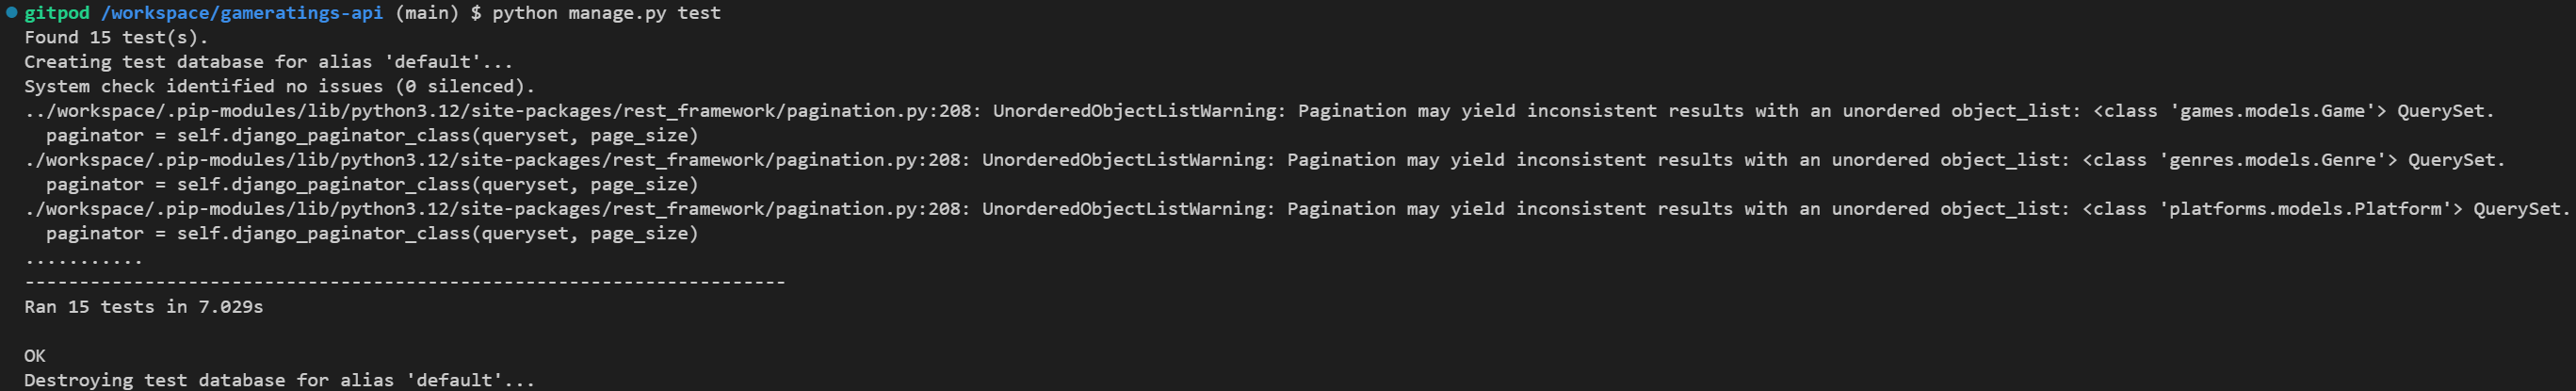 gitpod /workspace/gameratings-api (main) $ python manage.py test
Found 15 test(s).
Creating test database for alias 'default'...
System check identified no issues (0 silenced).
../workspace/.pip-modules/lib/python3.12/site-packages/rest_framework/pagination.py:208: UnorderedObjectListWarning: Pagination may yield inconsistent results with an unordered object_list: <class 'games.models.Game'> QuerySet.
  paginator = self.django_paginator_class(queryset, page_size)
./workspace/.pip-modules/lib/python3.12/site-packages/rest_framework/pagination.py:208: UnorderedObjectListWarning: Pagination may yield inconsistent results with an unordered object_list: <class 'genres.models.Genre'> QuerySet.
  paginator = self.django_paginator_class(queryset, page_size)
./workspace/.pip-modules/lib/python3.12/site-packages/rest_framework/pagination.py:208: UnorderedObjectListWarning: Pagination may yield inconsistent results with an unordered object_list: <class 'platforms.models.Platform'> QuerySet.
  paginator = self.django_paginator_class(queryset, page_size)
...........
----------------------------------------------------------------------
Ran 15 tests in 7.029s

OK
Destroying test database for alias 'default'...